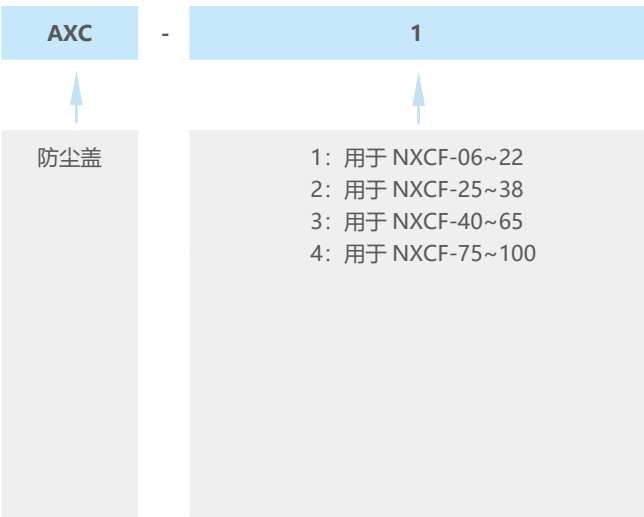 AXC - 1
防尘盖
1：用于 NXCF-06~22
2：用于 NXCF-25~38
3：用于 NXCF-40~65
4：用于 NXCF-75~100